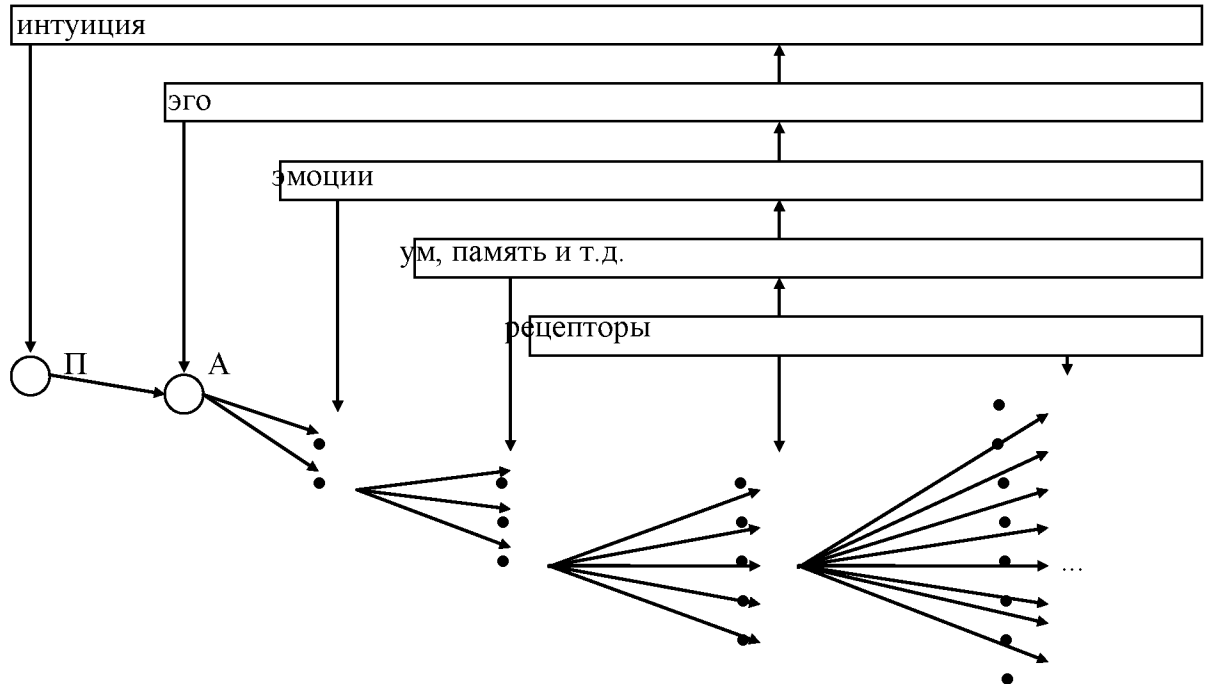 интуиция
эго
эмоции
ум, память и т.д.
рецепторы
П
А
...